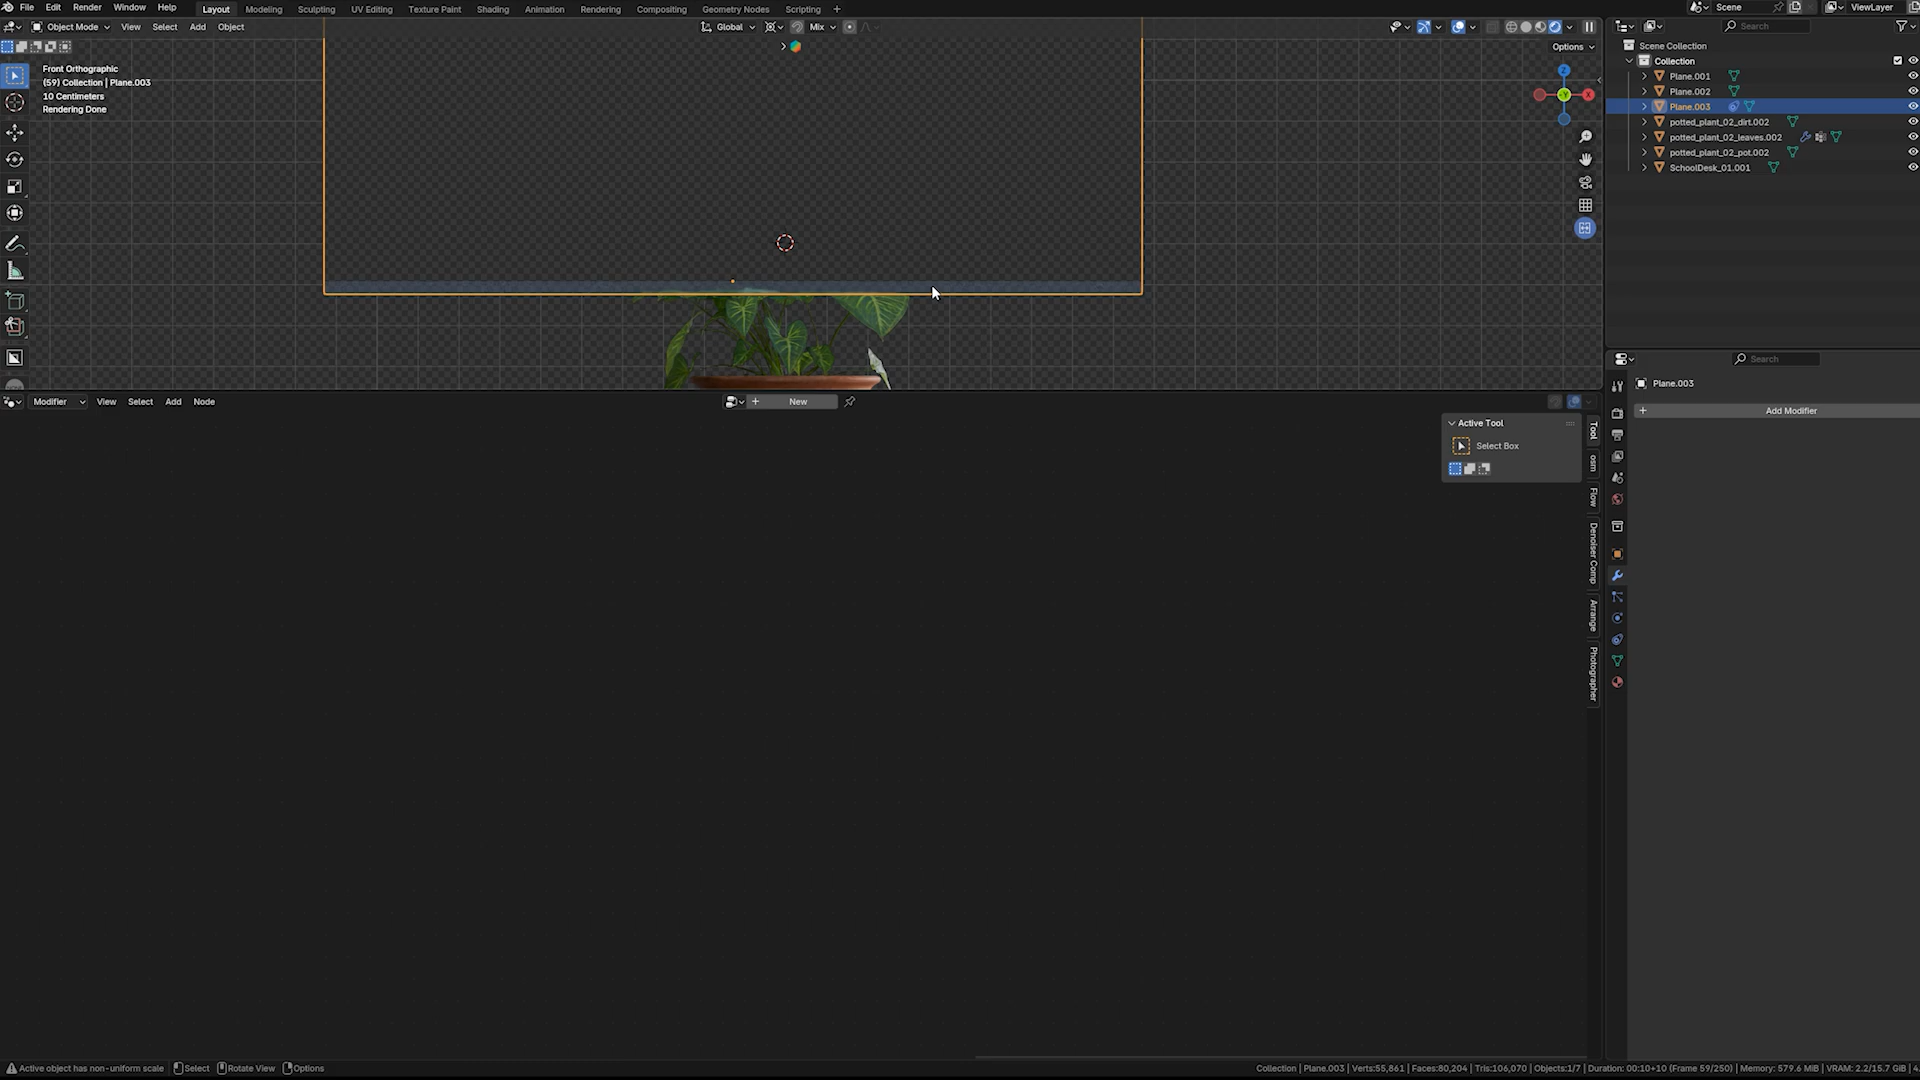 File Edit Render Window Help Layout Modeling Sculpting UV Editing Texture Paint Shading Animation Rendering Compositing Geometry Nodes Scripting + Scene ViewLayer
Object Mode View Select Add Object Global Mix Search
Options
Front Orthographic
(59) Collection | Plane.003
10 Centimeters
Rendering Done
Z
Y
X
Scene Collection
Collection
Plane.001
Plane.002
Plane.003
potted_plant_02_dirt.002
potted_plant_02_leaves.002
potted_plant_02_pot.002
SchoolDesk_01.001
Search
Plane.003
Add Modifier
Modifier View Select Add Node + New
Active Tool
Select Box
Tool
osm
Flow
Denoiser Comp
Arrange
Photographer
Active object has non-uniform scale Select Rotate View Options Collection | Plane.003 | Verts:55,861 | Faces:80,204 | Tris:106,070 | Objects:1/7 | Duration: 00:10+10 (Frame 59/250) | Memory: 579.6 MiB | VRAM: 2.2/15.7 GiB | 4